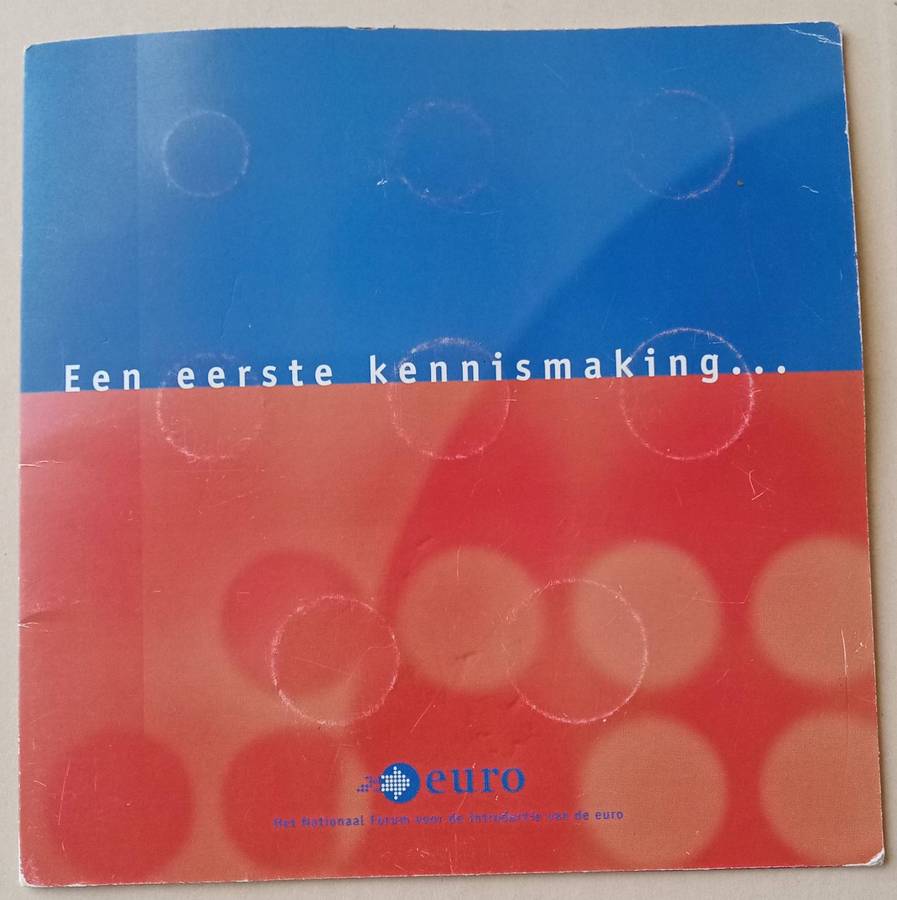 Een eerste kennismaking...
euro
Het Nationaal Forum voor de introductie van de euro